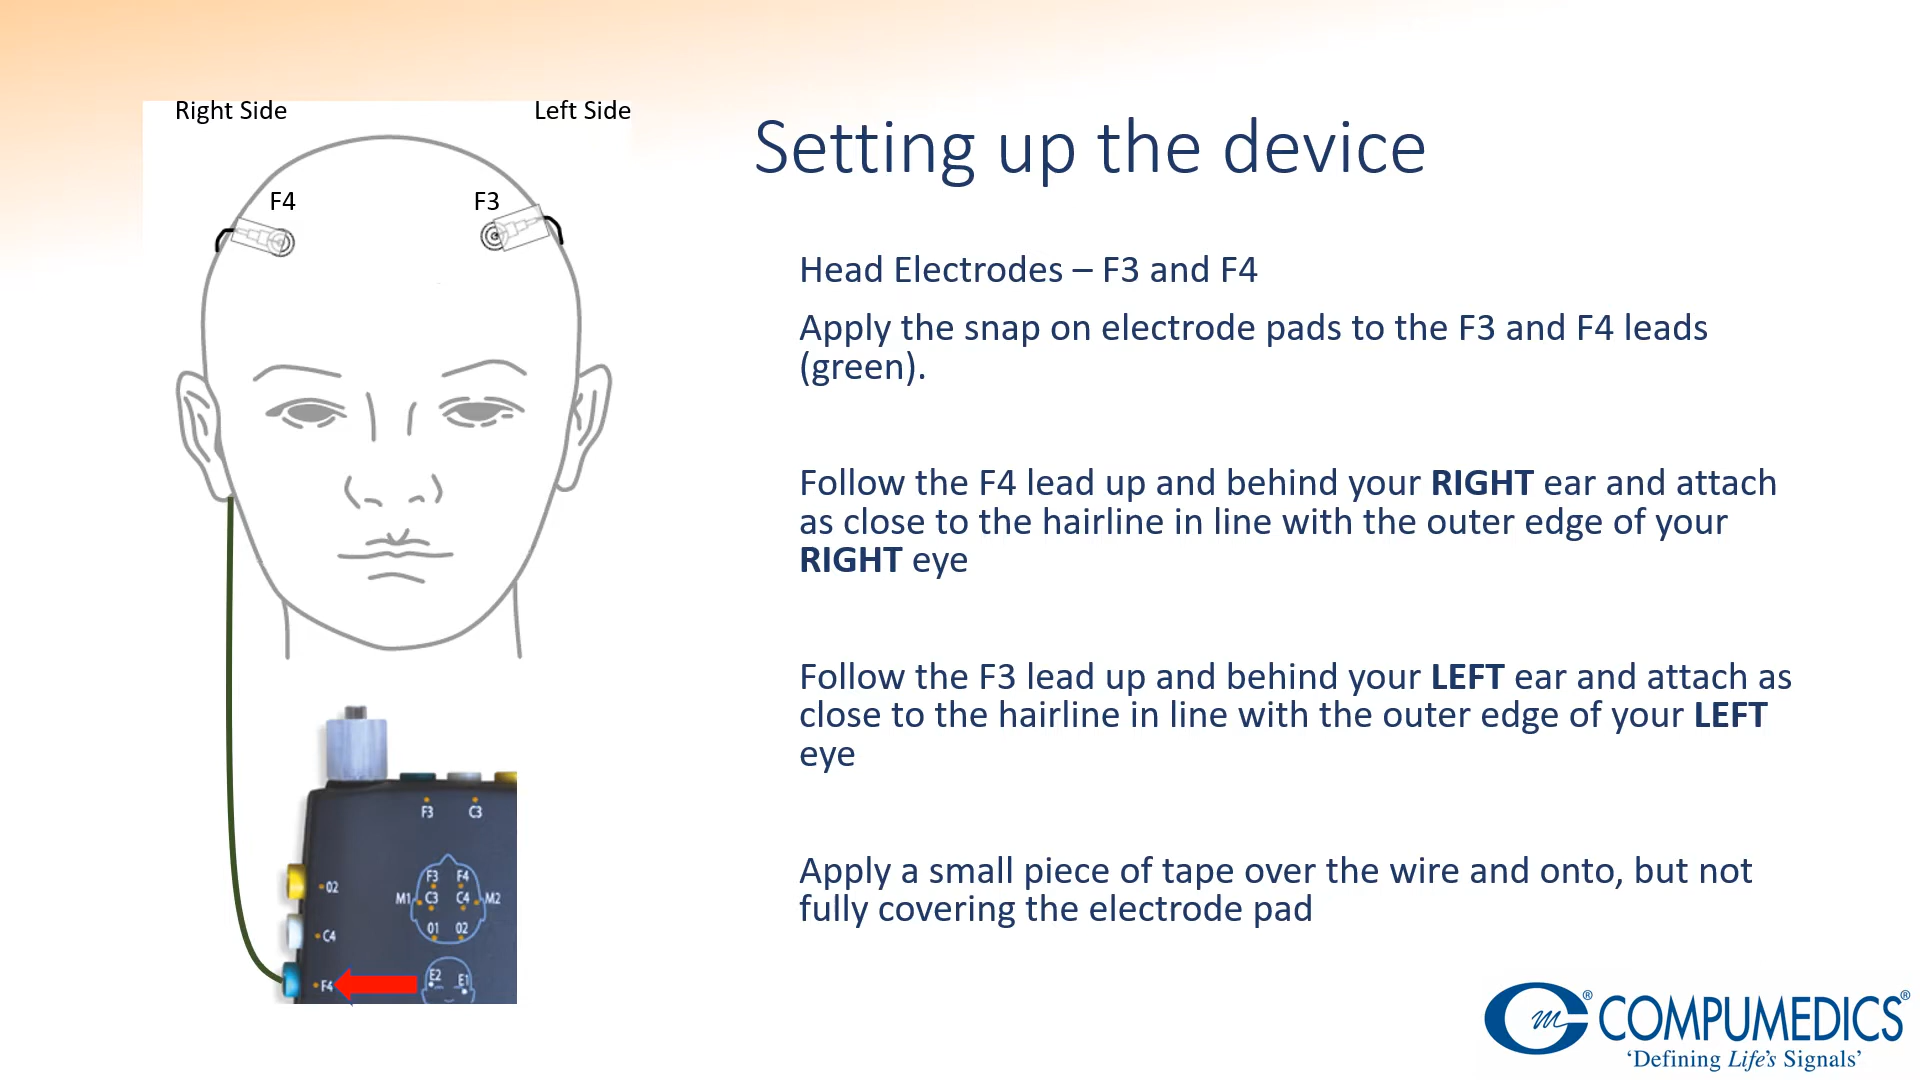 Right Side
Left Side
F4
F3
Setting up the device
Head Electrodes – F3 and F4
Apply the snap on electrode pads to the F3 and F4 leads
(green).
Follow the F4 lead up and behind your RIGHT ear and attach
as close to the hairline in line with the outer edge of your
RIGHT eye
Follow the F3 lead up and behind your LEFT ear and attach as
close to the hairline in line with the outer edge of your LEFT
eye
Apply a small piece of tape over the wire and onto, but not
fully covering the electrode pad
F3 C3
F3 F4
M1 C3 C4 M2
O1 O2
O2
C4
F4
E2 E1
COMPUMEDICS®
'Defining Life's Signals'